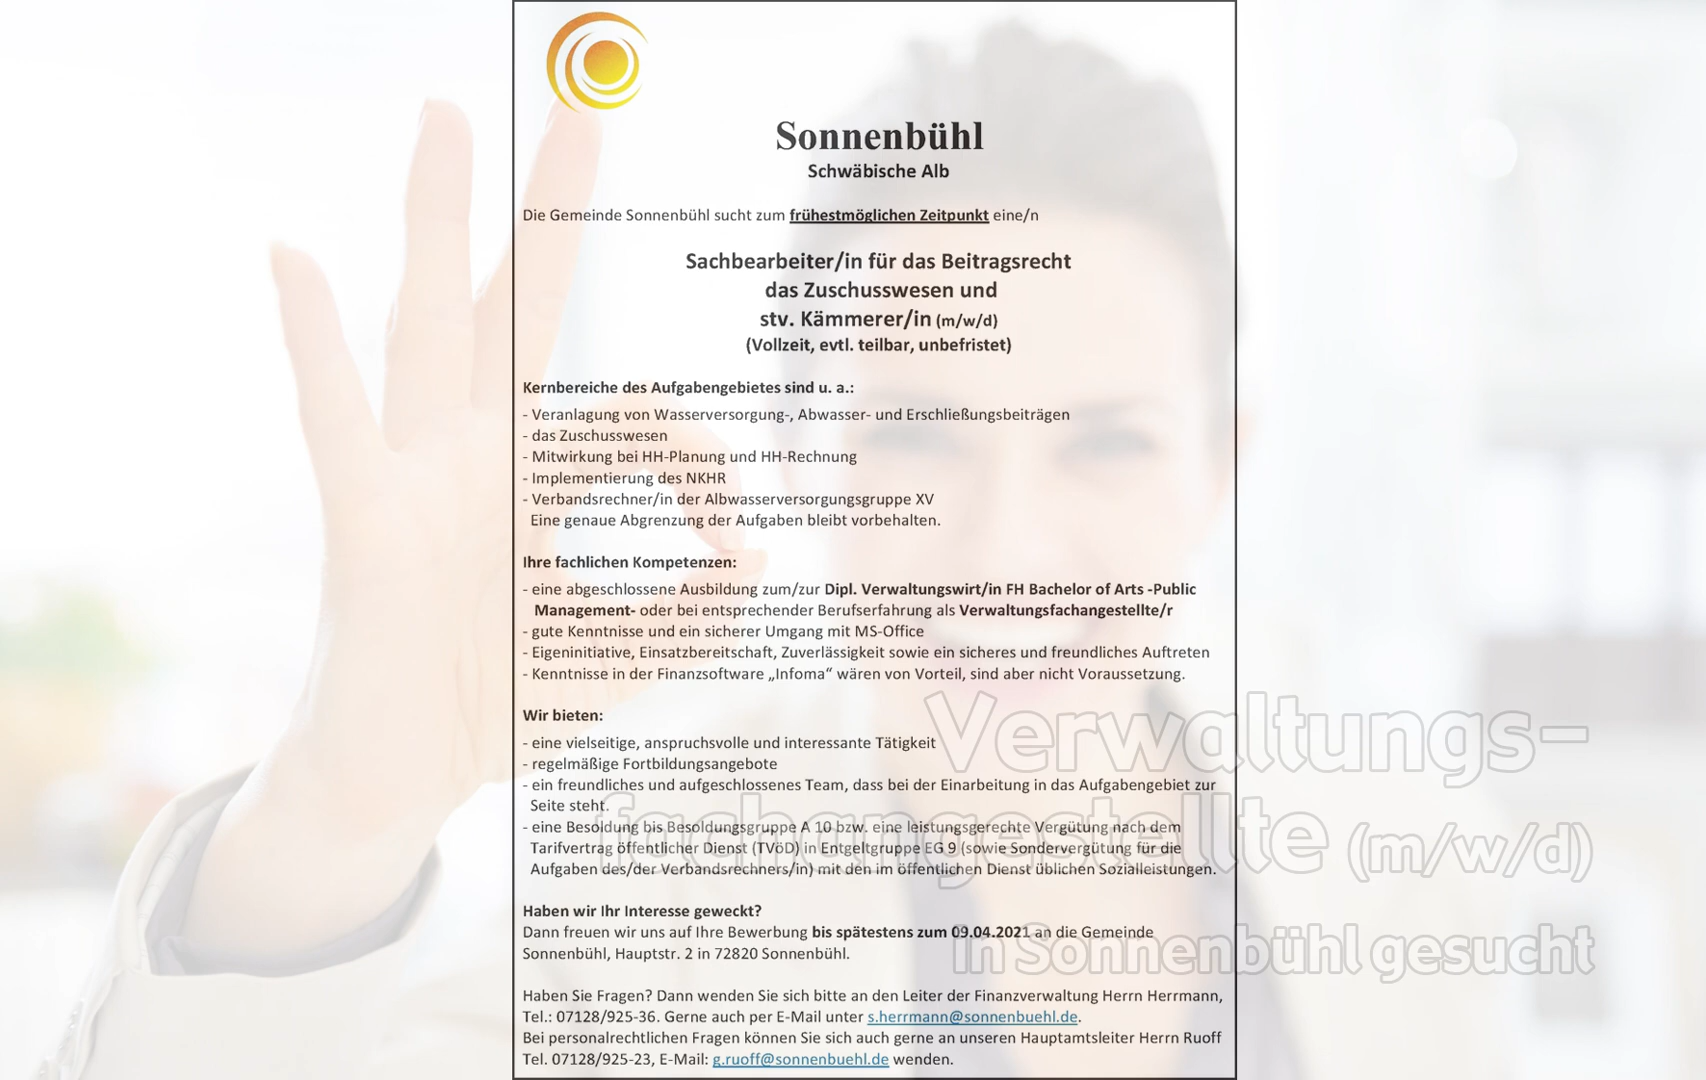 Sonnenbühl
Schwäbische Alb
Die Gemeinde Sonnenbühl sucht zum frühestmöglichen Zeitpunkt eine/n
Sachbearbeiter/in für das Beitragsrecht
das Zuschusswesen und
stv. Kämmerer/in (m/w/d)
(Vollzeit, evtl. teilbar, unbefristet)
Kernbereiche des Aufgabengebietes sind u. a.:
- Veranlagung von Wasserversorgung-, Abwasser- und Erschließungsbeiträgen
- das Zuschusswesen
- Mitwirkung bei HH-Planung und HH-Rechnung
- Implementierung des NKHR
- Verbandsrechner/in der Albwasserversorgungsgruppe XV
Eine genaue Abgrenzung der Aufgaben bleibt vorbehalten.
Ihre fachlichen Kompetenzen:
- eine abgeschlossene Ausbildung zum/zur Dipl. Verwaltungswirt/in FH Bachelor of Arts -Public
Management- oder bei entsprechender Berufserfahrung als Verwaltungsfachangestellte/r
- gute Kenntnisse und ein sicherer Umgang mit MS-Office
- Eigeninitiative, Einsatzbereitschaft, Zuverlässigkeit sowie ein sicheres und freundliches Auftreten
- Kenntnisse in der Finanzsoftware „Infoma“ wären von Vorteil, sind aber nicht Voraussetzung.
Wir bieten:
- eine vielseitige, anspruchsvolle und interessante Tätigkeit
- regelmäßige Fortbildungsangebote
- ein freundliches und aufgeschlossenes Team, dass bei der Einarbeitung in das Aufgabengebiet zur
Seite steht.
- eine Besoldung bis Besoldungsgruppe A 10 bzw. eine leistungsgerechte Vergütung nach dem
Tarifvertrag öffentlicher Dienst (TVöD) in Entgeltgruppe EG 9 (sowie Sondervergütung für die
Aufgaben des/der Verbandsrechners/in) mit den im öffentlichen Dienst üblichen Sozialleistungen.
Haben wir Ihr Interesse geweckt?
Dann freuen wir uns auf Ihre Bewerbung bis spätestens zum 09.04.2021 an die Gemeinde
Sonnenbühl, Hauptstr. 2 in 72820 Sonnenbühl.
Haben Sie Fragen? Dann wenden Sie sich bitte an den Leiter der Finanzverwaltung Herrn Herrmann,
Tel.: 07128/925-36. Gerne auch per E-Mail unter s.herrmann@sonnenbuehl.de.
Bei personalrechtlichen Fragen können Sie sich auch gerne an unseren Hauptamtsleiter Herrn Ruoff
Tel. 07128/925-23, E-Mail: g.ruoff@sonnenbuehl.de wenden.
Verwaltungs-
fachangestellte (m/w/d)
in Sonnenbühl gesucht